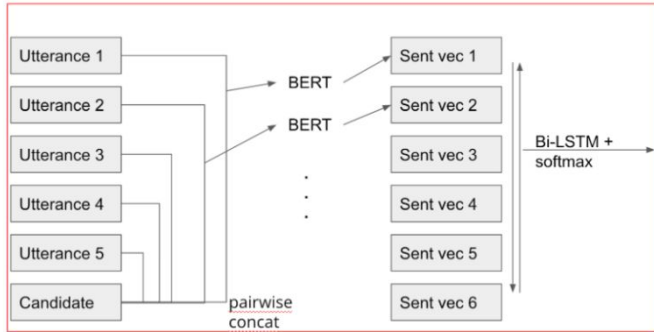 Utterance 1
Utterance 2
Utterance 3
Utterance 4
Utterance 5
Candidate
pairwise
concat
BERT
BERT
.
.
.
Sent vec 1
Sent vec 2
Sent vec 3
Sent vec 4
Sent vec 5
Sent vec 6
Bi-LSTM +
softmax